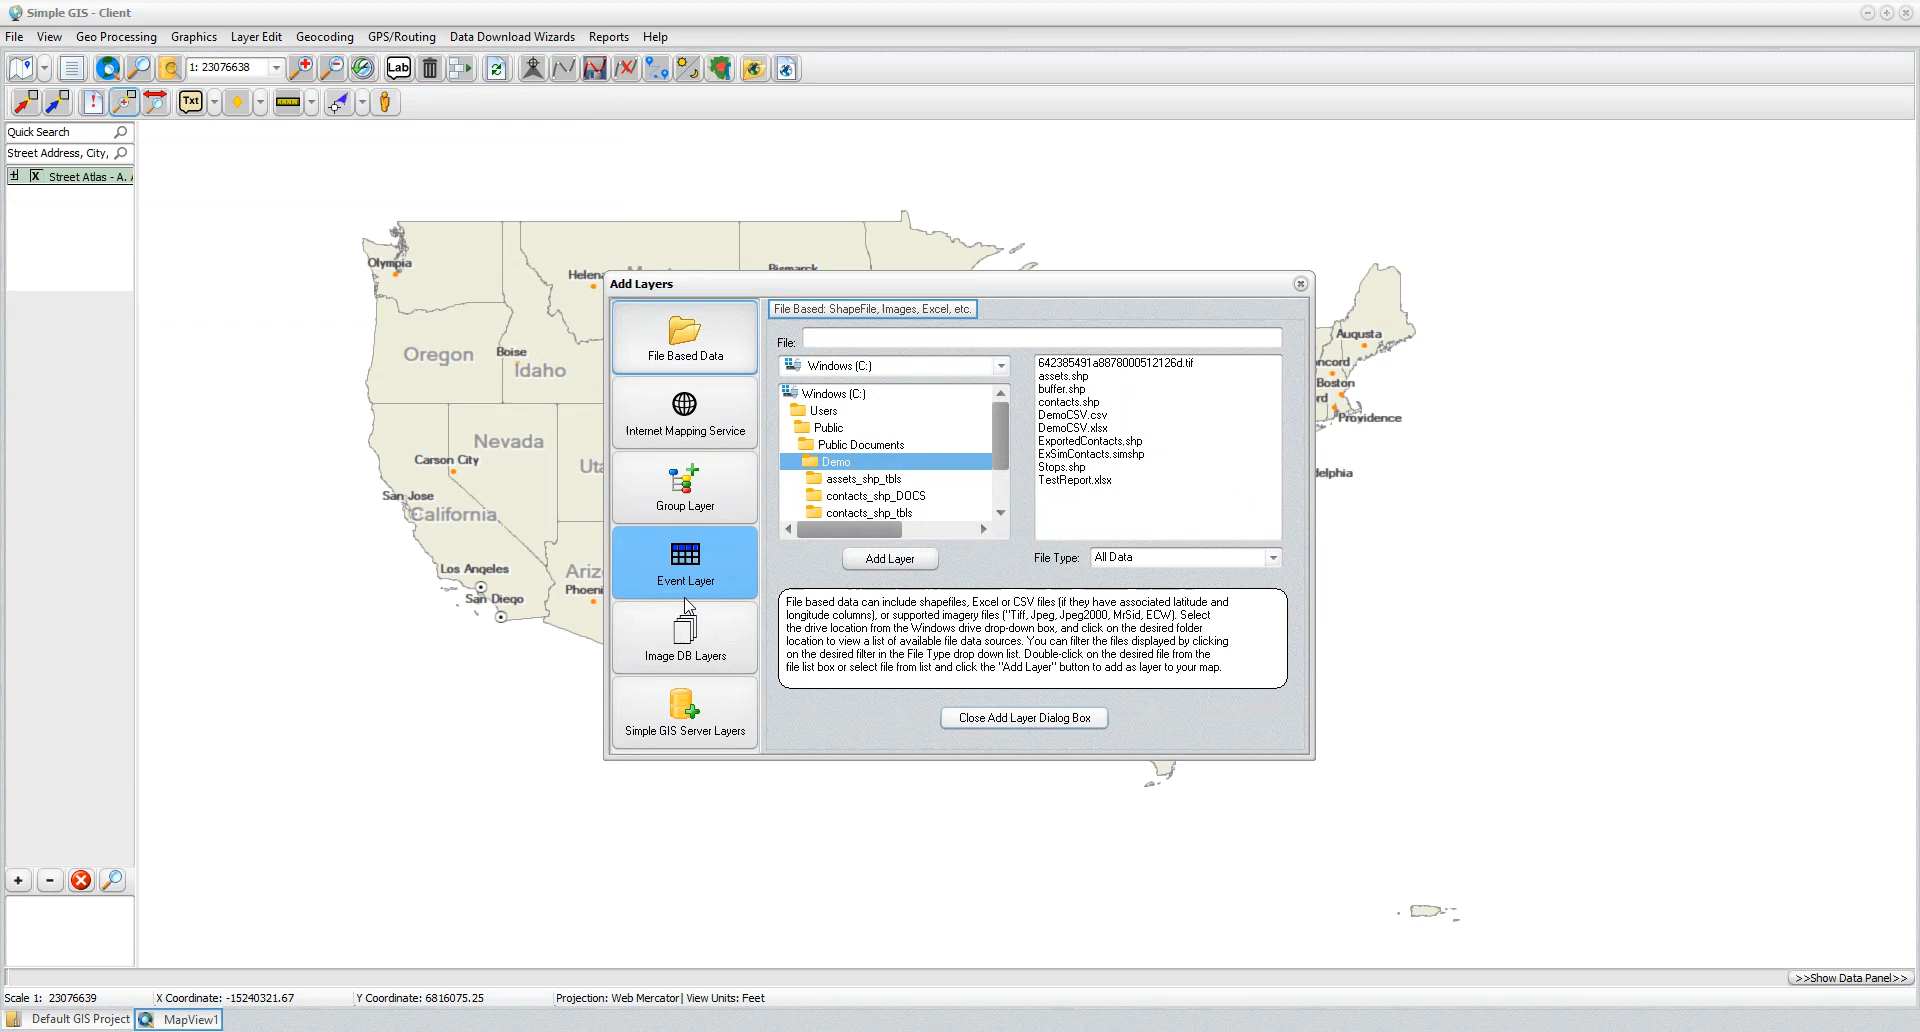 Simple GIS - Client
File View Geo Processing Graphics Layer Edit Geocoding GPS/Routing Data Download Wizards Reports Help
1: 23076638
Lab
Txt
Quick Search
Street Address, City,
X Street Atlas - A.
Olympia
Helena
Bismarck
Oregon
Boise
Idaho
Nevada
Carson City
San Jose
California
Los Angeles
San Diego
Augusta
Boston
Providence
Add Layers
File Based Data
Internet Mapping Service
Group Layer
Event Layer
Image DB Layers
Simple GIS Server Layers
File Based: ShapeFile, Images, Excel, etc.
File:
Windows (C:)
Windows (C:)
Users
Public
Public Documents
Demo
assets_shp_tbls
contacts_shp_DOCS
contacts_shp_tbls
642385491a8878000512126d.tif
assets.shp
buffer.shp
contacts.shp
DemoCSV.csv
DemoCSV.xlsx
ExportedContacts.shp
ExSimContacts.simshp
Stops.shp
TestReport.xlsx
Add Layer
File Type: All Data
File based data can include shapefiles, Excel or CSV files (if they have associated latitude and
longitude columns), or supported imagery files ("Tiff, Jpeg, Jpeg2000, MrSid, ECW). Select
the drive location from the Windows drive drop-down box, and click on the desired folder
location to view a list of available file data sources. You can filter the files displayed by clicking
on the desired filter in the File Type drop down list. Double-click on the desired file from the
file list box or select file from list and click the "Add Layer" button to add as layer to your map.
Close Add Layer Dialog Box
>>Show Data Panel>>
Scale 1: 23076639 X Coordinate: -15240321.67 Y Coordinate: 6816075.25 Projection: Web Mercator| View Units: Feet
Default GIS Project MapView1